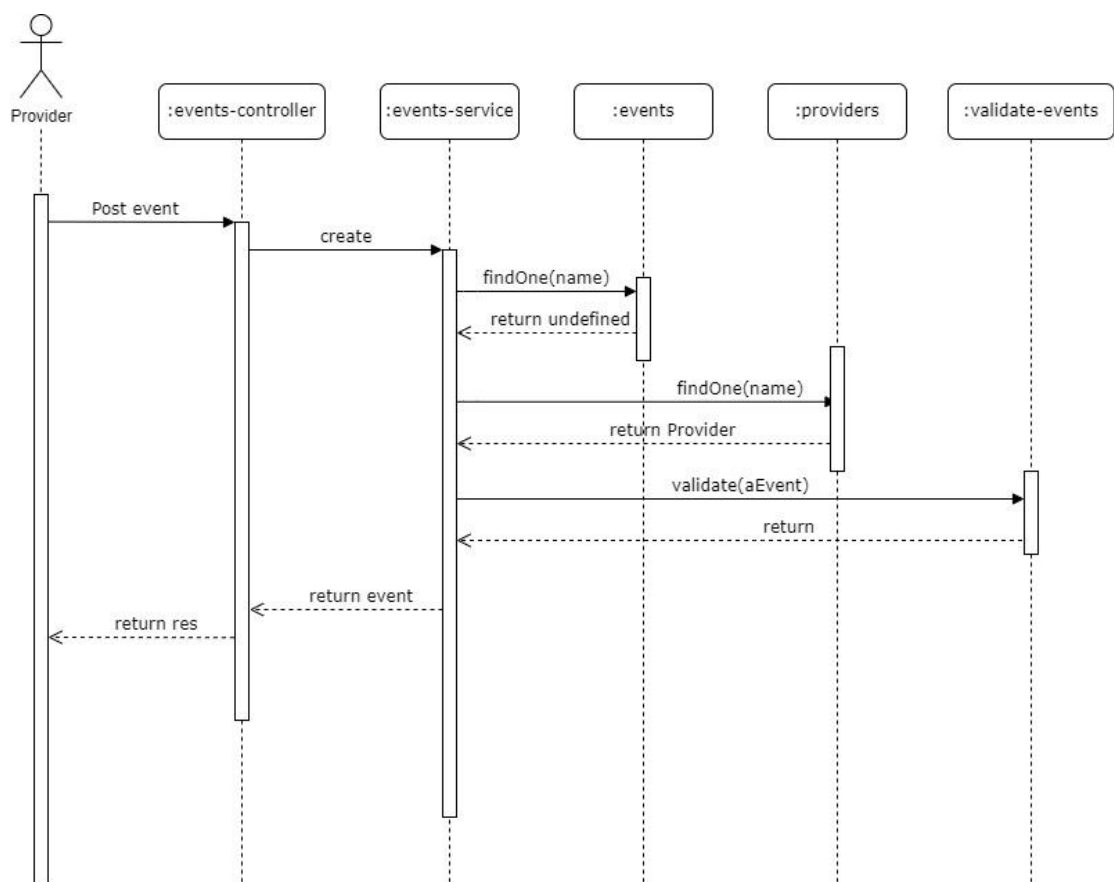 Provider
:events-controller
:events-service
:events
:providers
:validate-events
Post event
create
findOne(name)
return undefined
findOne(name)
return Provider
validate(aEvent)
return
return event
return res